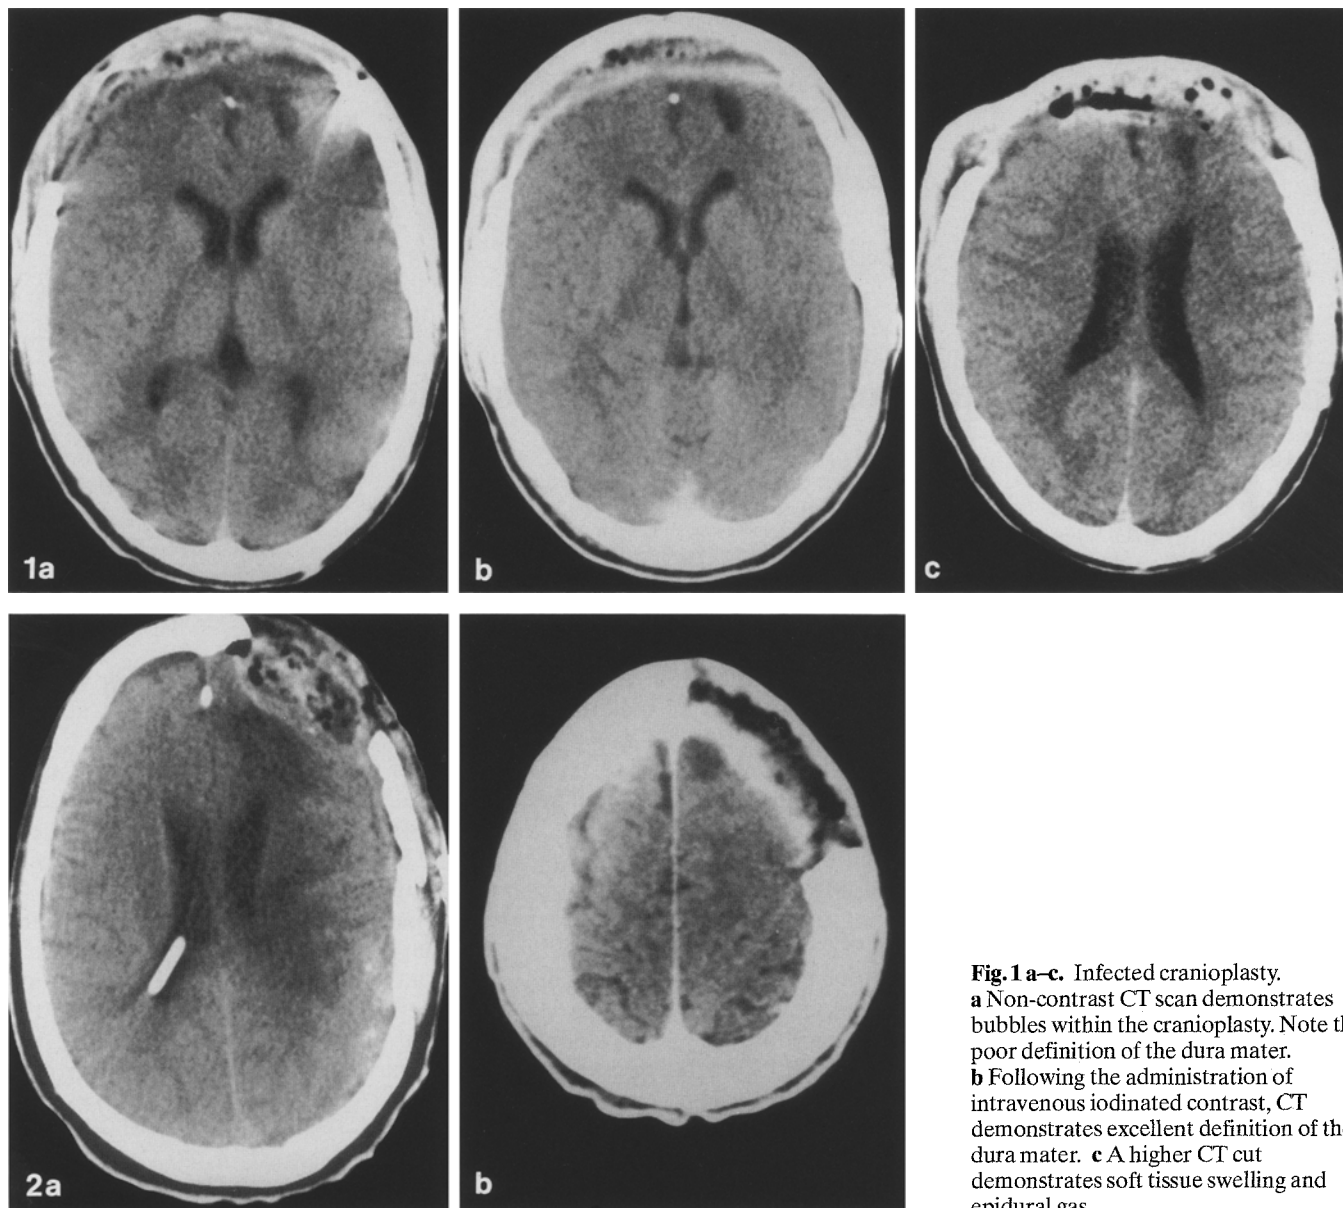 1a
b
c
2a
b
Fig. 1 a–c. Infected cranioplasty.
a Non-contrast CT scan demonstrates
bubbles within the cranioplasty. Note
poor definition of the dura mater.
b Following the administration of
intravenous iodinated contrast, CT
demonstrates excellent definition of
dura mater. c A higher CT cut
demonstrates soft tissue swelling and
epidural gas